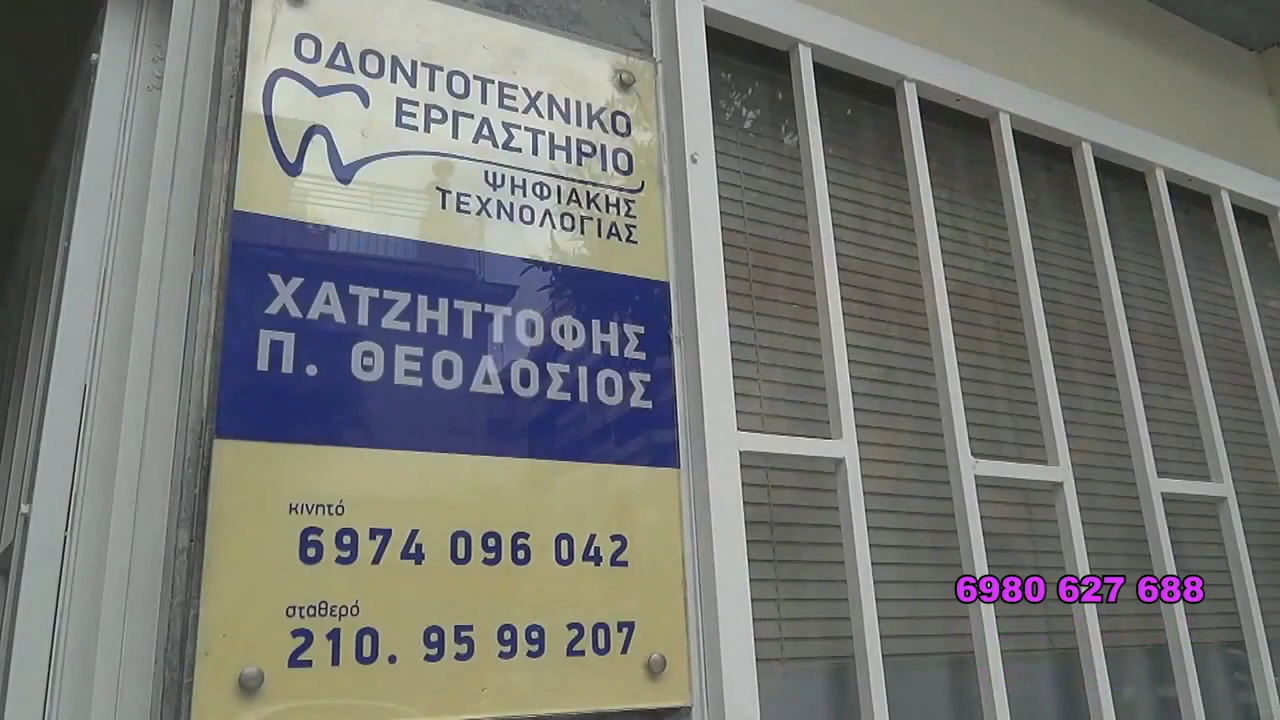 ΟΔΟΝΤΟΤΕΧΝΙΚΟ
ΕΡΓΑΣΤΗΡΙΟ
ΨΗΦΙΑΚΗΣ
ΤΕΧΝΟΛΟΓΙΑΣ
ΧΑΤΖΗΤΤΟΦΗΣ
Π. ΘΕΟΔΟΣΙΟΣ
κινητό
6974 096 042
σταθερό
210. 95 99 207
6980 627 688